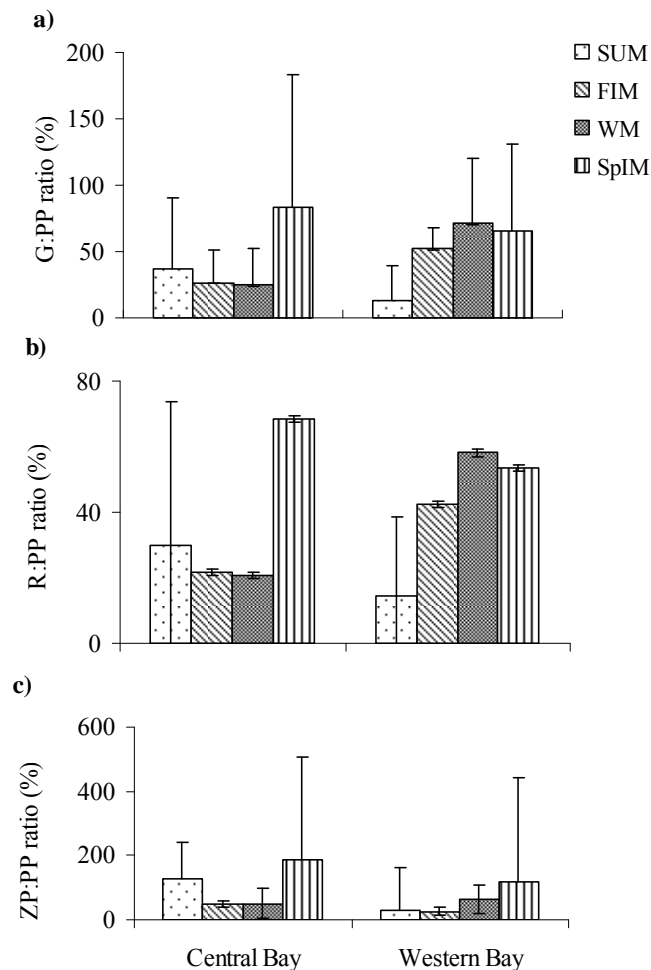 a)
200
150
100
50
0
G:PP ratio (%)
SUM
FIM
WM
SpIM
b)
80
40
0
R:PP ratio (%)
c)
600
400
200
0
ZP:PP ratio (%)
Central Bay
Western Bay